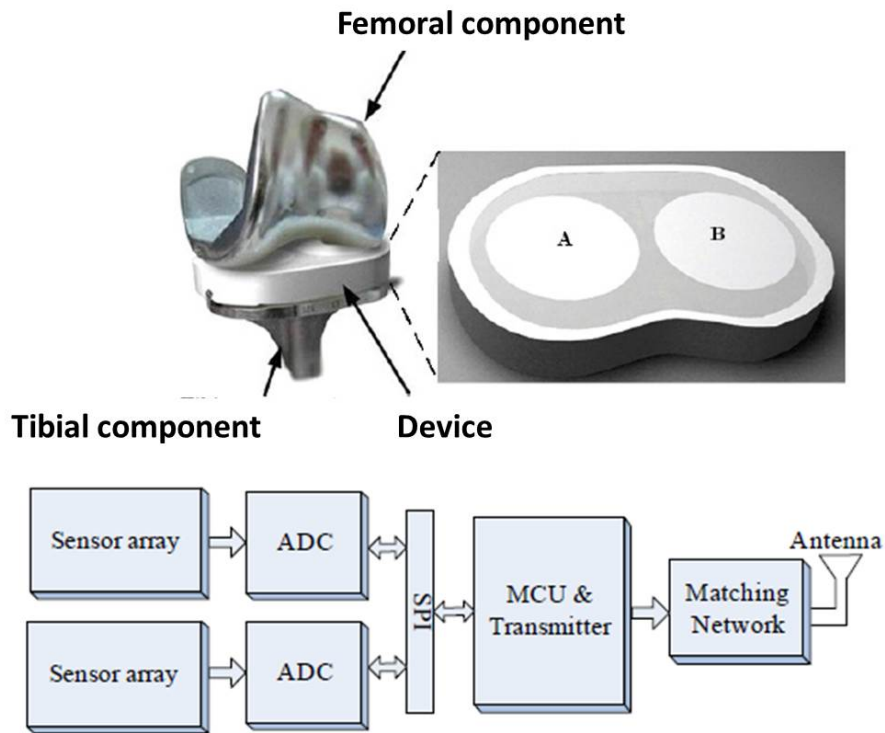 Femoral component
A
B
Tibial component
Device
Sensor array
ADC
SPI
MCU &
Transmitter
Matching
Network
Antenna
Sensor array
ADC